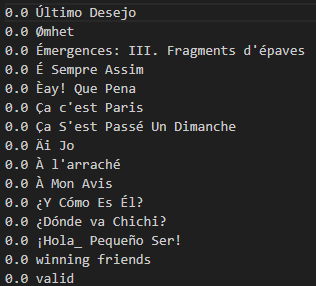 0.0 Último Desejo
0.0 Ømhet
0.0 Émergences: III. Fragments d'épaves
0.0 É Sempre Assim
0.0 Èay! Que Pena
0.0 Ça c'est Paris
0.0 Ça S'est Passé Un Dimanche
0.0 Äi Jo
0.0 À l'arraché
0.0 À Mon Avis
0.0 ¿Y Cómo Es Él?
0.0 ¿Dónde va Chichi?
0.0 ¡Hola_ Pequeño Ser!
0.0 winning friends
0.0 valid